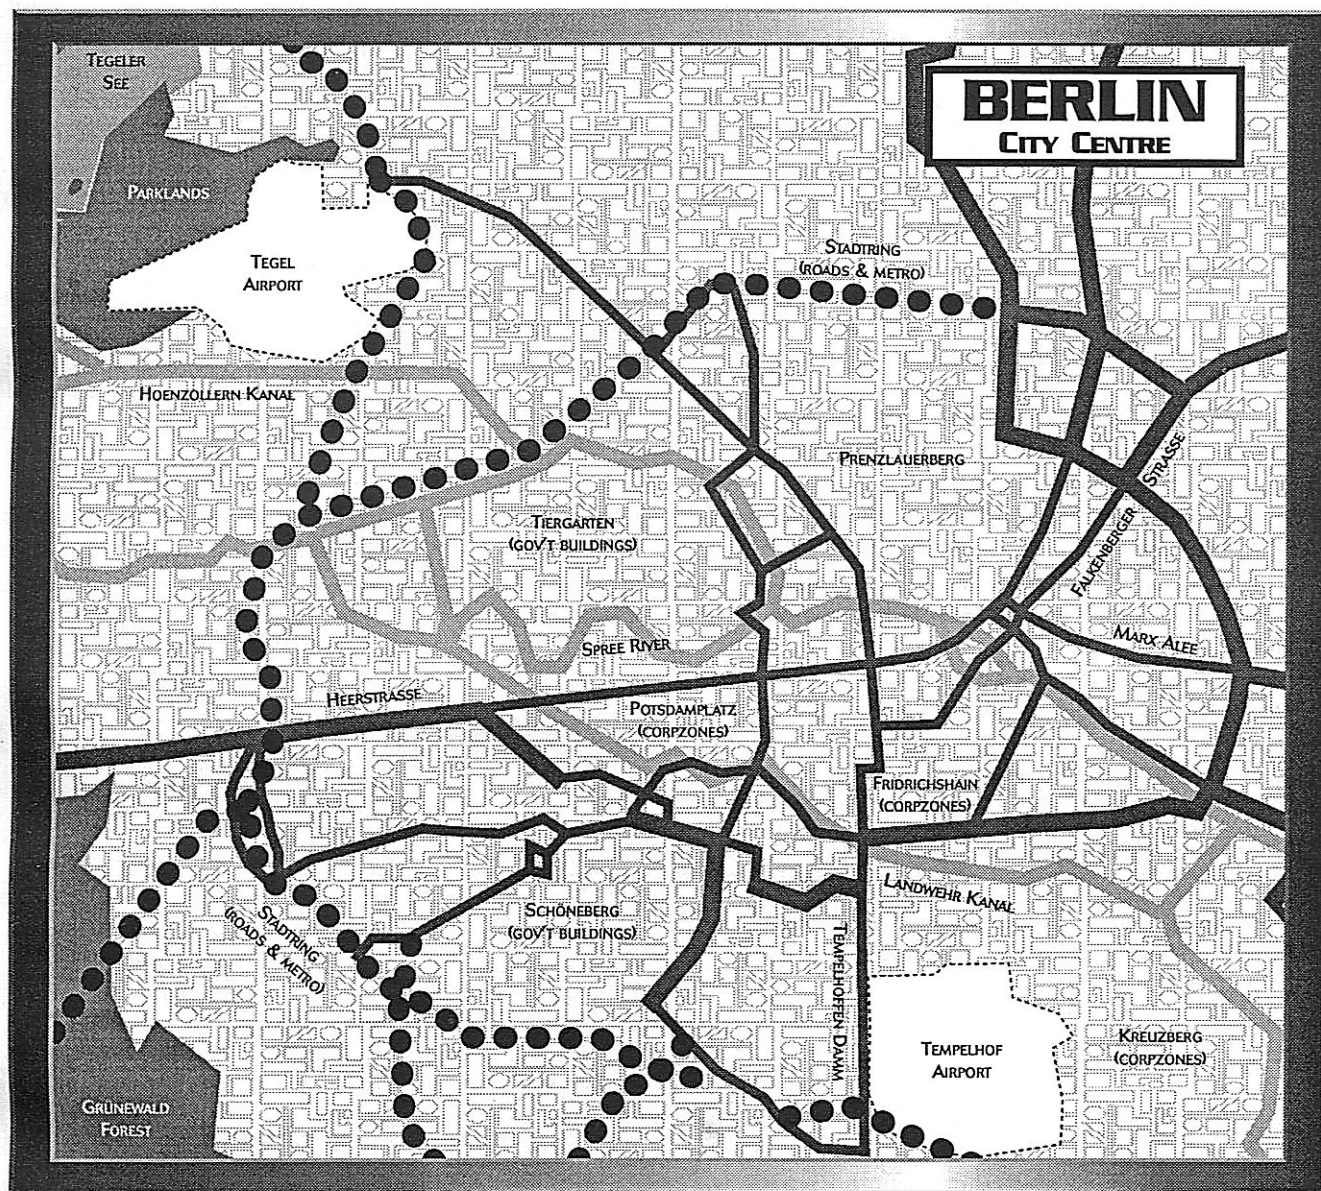 TEGELER
SEE
BERLIN
CITY CENTRE
PARKLANDS
TEGEL
AIRPORT
STADTRING
(ROADS & METRO)
HOENZOLLERN KANAL
PRENZLAUERBERG
FALKENBERGER STRASSE
TIERGARTEN
(GOV'T BUILDINGS)
SPREE RIVER
MARX ALEE
HEERSTRASSE
POTSDAMPLATZ
(CORPZONES)
FRIDRICHSHAIN
(CORPZONES)
LANDWEHR KANAL
STADTRING
(ROADS & METRO)
SCHÖNEBERG
(GOV'T BUILDINGS)
TEMPELHOFFEN DAMM
TEMPELHOF
AIRPORT
KREUZBERG
(CORPZONES)
GRÜNEWALD
FOREST